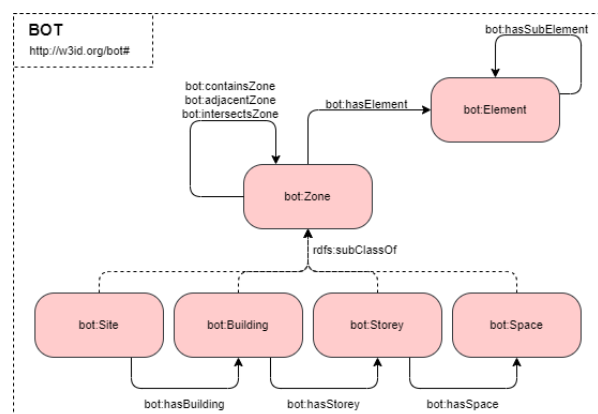 BOT
http://w3id.org/bot#
bot:hasSubElement
bot:containsZone
bot:adjacentZone
bot:intersectsZone
bot:hasElement
bot:Element
bot:Zone
rdfs:subClassOf
bot:Site
bot:Building
bot:Storey
bot:Space
bot:hasBuilding
bot:hasStorey
bot:hasSpace